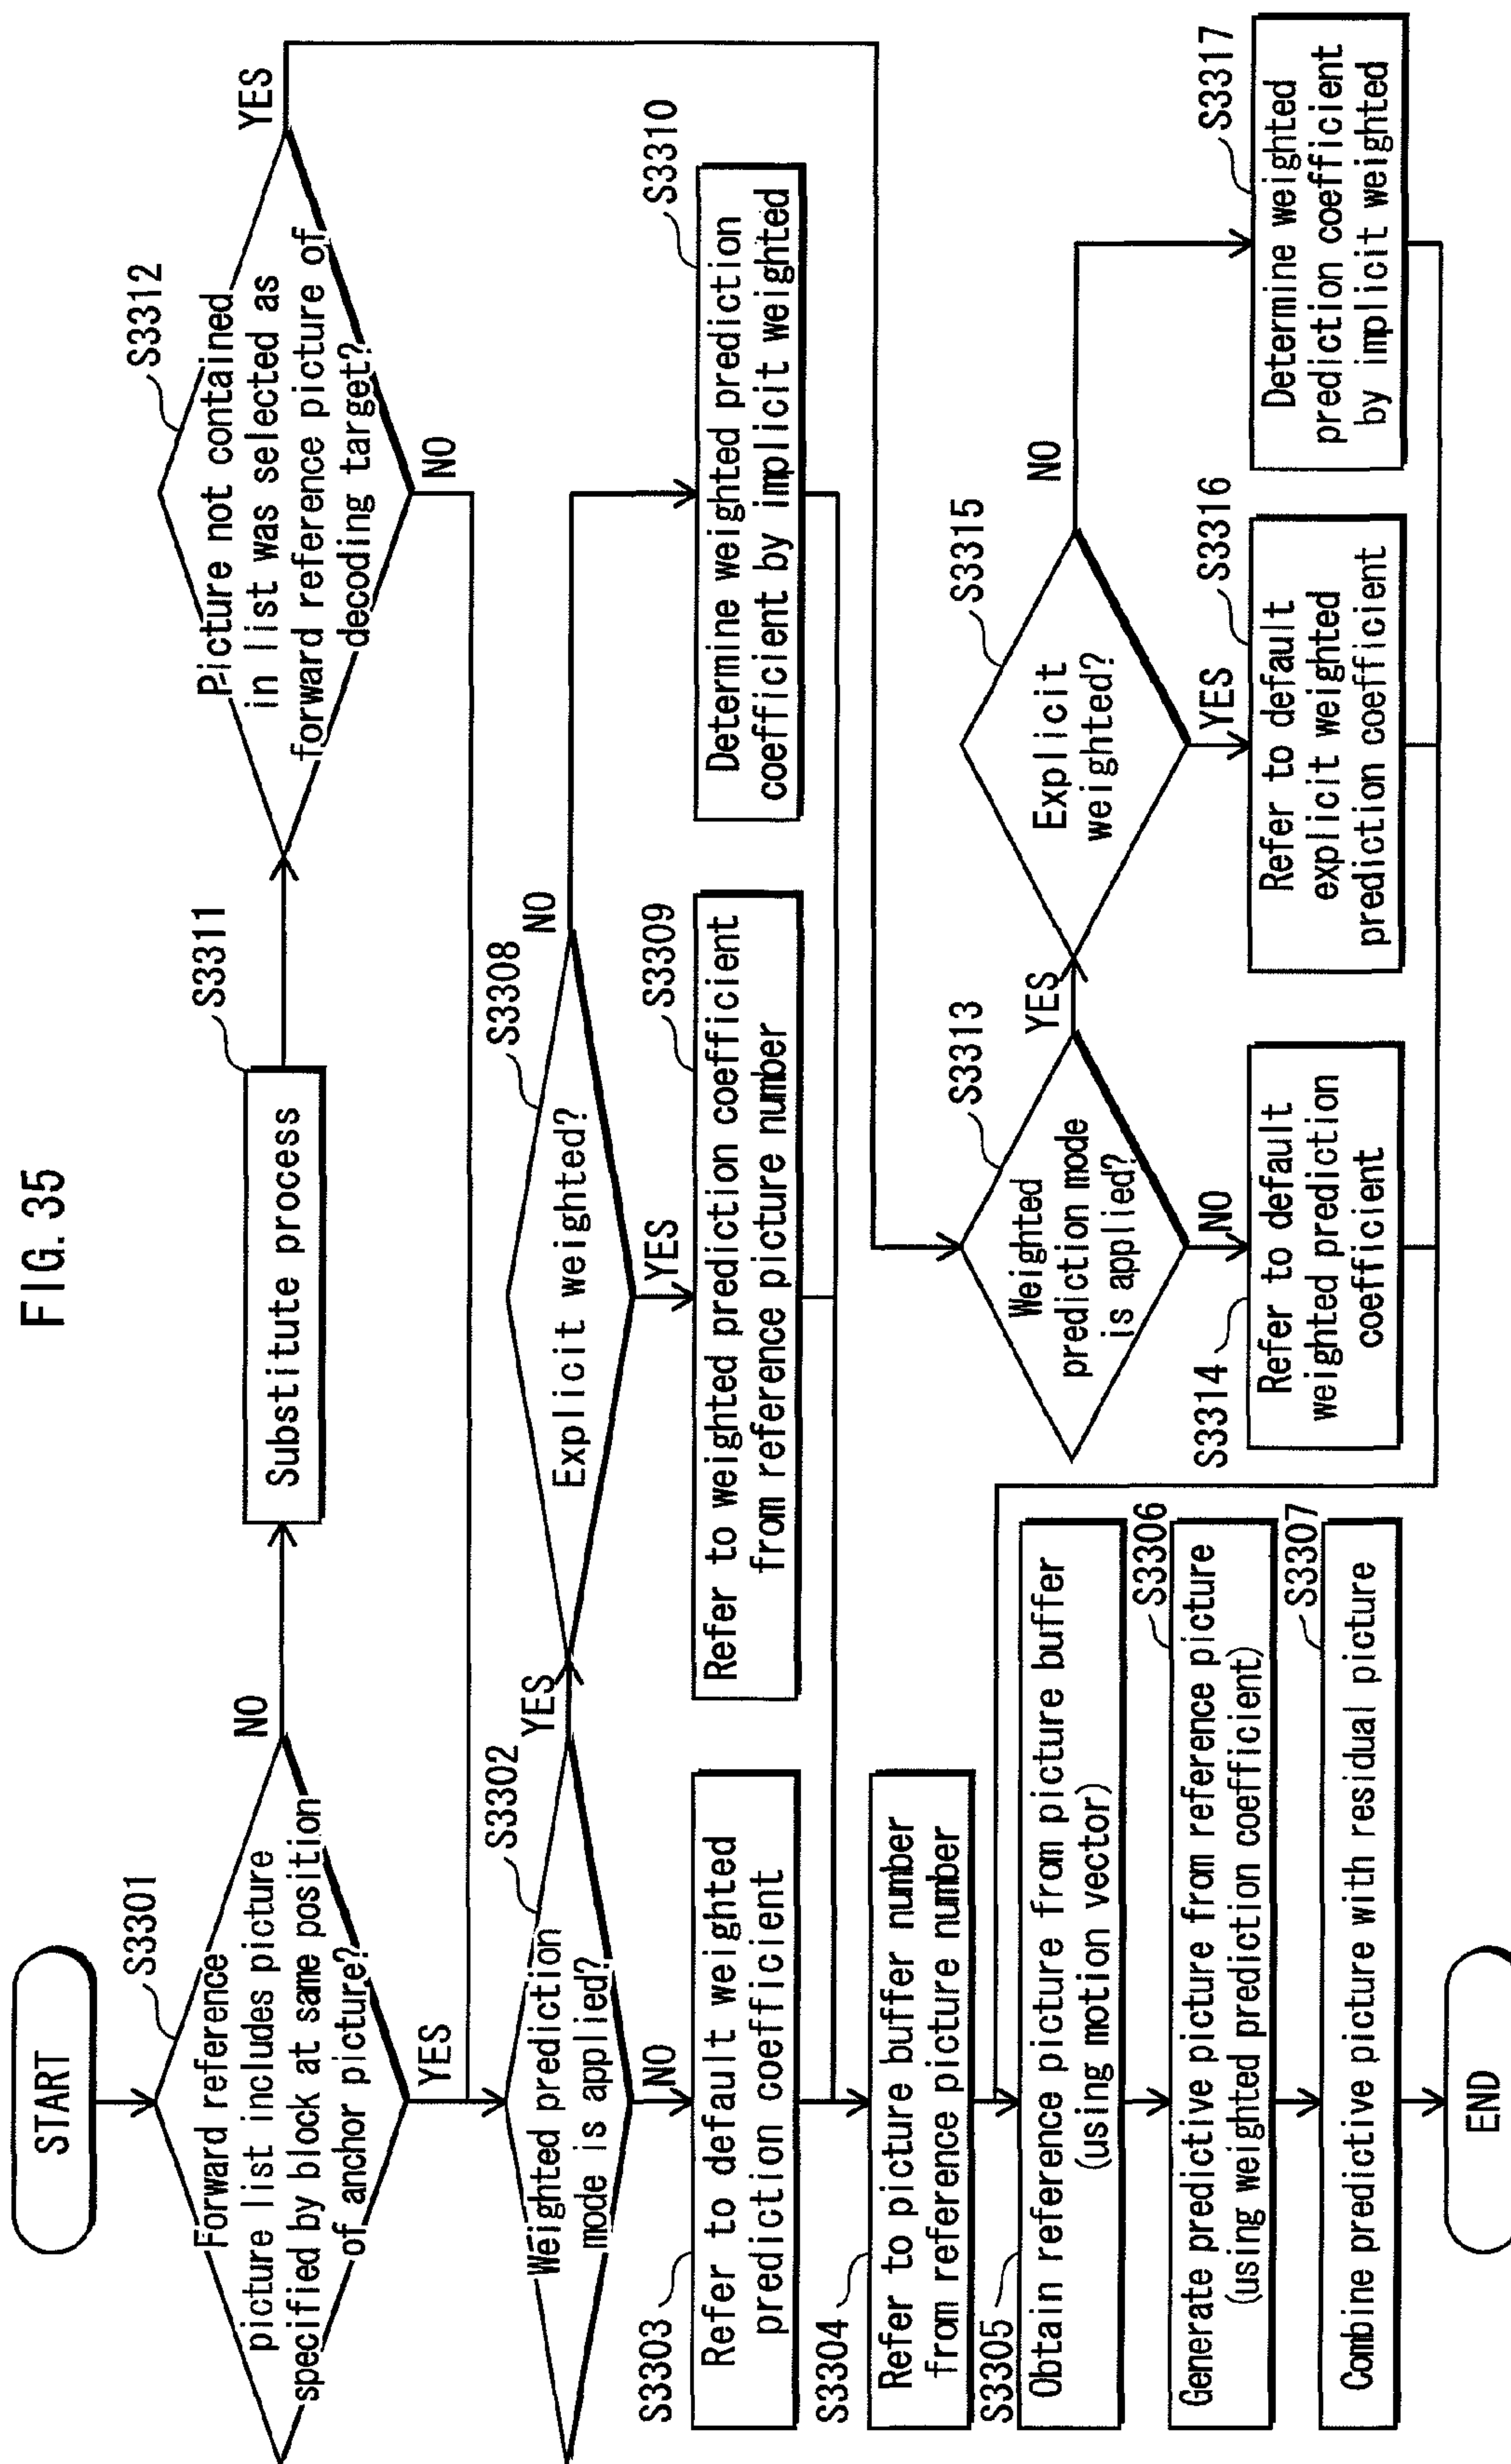 FIG. 35
START
S3301
Forward reference
picture list includes picture
specified by block at same position
of anchor picture?
NO
YES
S3311
Substitute process
S3312
Picture not contained
in list was selected as
forward reference picture of
decoding target?
YES
NO
S3302
Weighted prediction
mode is applied?
YES
NO
S3308
Explicit weighted?
NO
YES
S3303
Refer to default weighted
prediction coefficient
S3309
Refer to weighted prediction coefficient
from reference picture number
S3310
Determine weighted prediction
coefficient by implicit weighted
S3304
Refer to picture buffer number
from reference picture number
S3305
Obtain reference picture from picture buffer
(using motion vector)
S3306
Generate predictive picture from reference picture
(using weighted prediction coefficient)
S3307
Combine predictive picture with residual picture
END
S3313
Weighted
prediction mode
is applied?
YES
NO
S3315
Explicit
weighted?
NO
YES
S3314
Refer to default
weighted prediction
coefficient
S3316
Refer to default
explicit weighted
prediction coefficient
S3317
Determine weighted
prediction coefficient
by implicit weighted